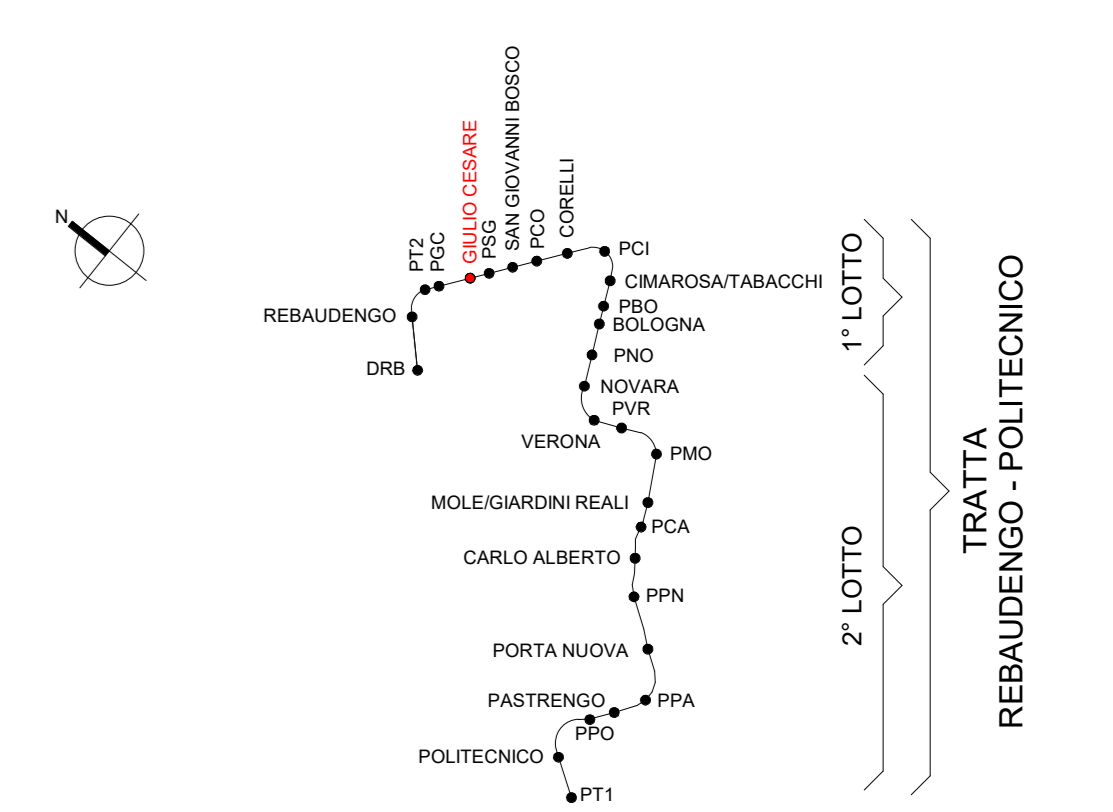 N
PT2
PGC
GIULIO CESARE
PSG
SAN GIOVANNI BOSCO
PCO
CORELLI
PCI
CIMAROSA/TABACCHI
PBO
BOLOGNA
PNO
NOVARA
PVR
VERONA
PMO
MOLE/GIARDINI REALI
PCA
CARLO ALBERTO
PPN
PORTA NUOVA
PPA
PASTRENGO
PPO
POLITECNICO
PT1
REBAUDENGO
DRB
1° LOTTO
2° LOTTO
TRATTA
REBAUDENGO - POLITECNICO